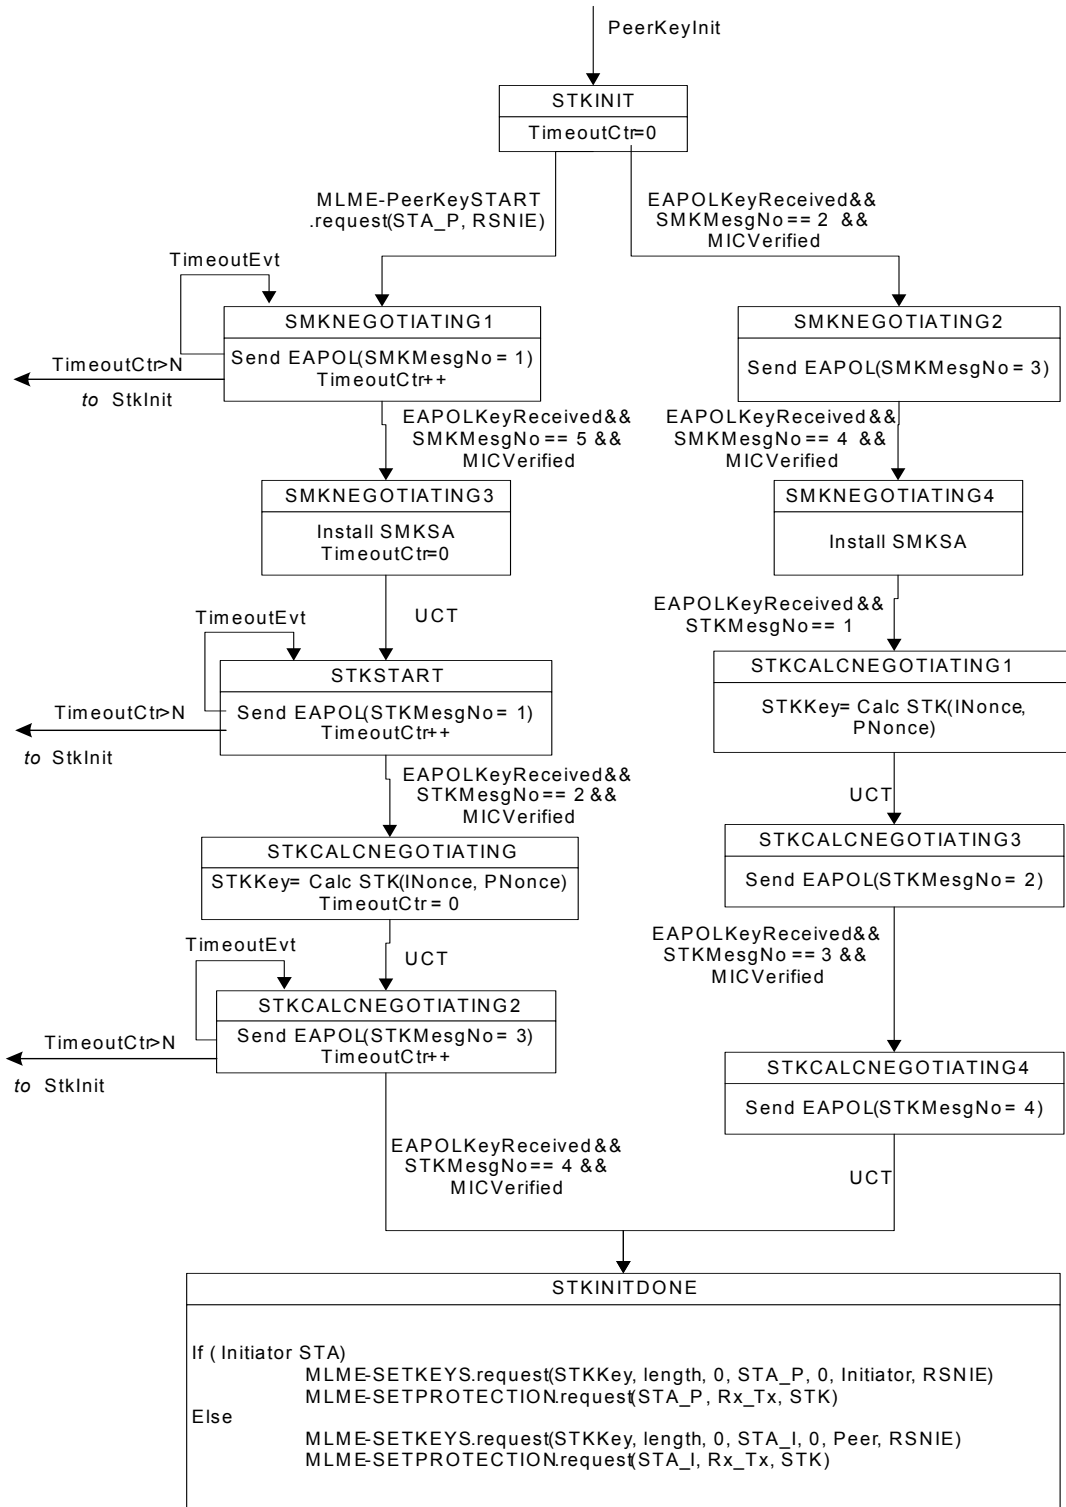 PeerKeyInit
STKINIT
TimeoutCtr=0
MLME-PeerKeySTART
.request(STA_P, RSNIE)
EAPOLKeyReceived&&
SMKMesgNo == 2 &&
MICVerified
TimeoutEvt
SMKNEGOTIATING1
Send EAPOL(SMKMesgNo = 1)
TimeoutCtr++
TimeoutCtr>N
to StkInit
SMKNEGOTIATING2
Send EAPOL(SMKMesgNo = 3)
EAPOLKeyReceived&&
SMKMesgNo == 5 &&
MICVerified
EAPOLKeyReceived&&
SMKMesgNo == 4 &&
MICVerified
SMKNEGOTIATING3
Install SMKSA
TimeoutCtr=0
SMKNEGOTIATING4
Install SMKSA
UCT
EAPOLKeyReceived&&
STKMesgNo == 1
TimeoutEvt
STKSTART
Send EAPOL(STKMesgNo = 1)
TimeoutCtr++
TimeoutCtr>N
to StkInit
STKCALCNEGOTIATING1
STKKey= Calc STK(INonce,
PNonce)
EAPOLKeyReceived&&
STKMesgNo == 2 &&
MICVerified
UCT
STKCALCNEGOTIATING
STKKey= Calc STK(INonce, PNonce)
TimeoutCtr = 0
STKCALCNEGOTIATING3
Send EAPOL(STKMesgNo = 2)
UCT
EAPOLKeyReceived&&
STKMesgNo == 3 &&
MICVerified
TimeoutEvt
STKCALCNEGOTIATING2
Send EAPOL(STKMesgNo = 3)
TimeoutCtr++
TimeoutCtr>N
to StkInit
STKCALCNEGOTIATING4
Send EAPOL(STKMesgNo = 4)
EAPOLKeyReceived&&
STKMesgNo == 4 &&
MICVerified
UCT
STKINITDONE
If ( Initiator STA)
MLME-SETKEYS.request(STKKey, length, 0, STA_P, 0, Initiator, RSNIE)
MLME-SETPROTECTION.request(STA_P, Rx_Tx, STK)
Else
MLME-SETKEYS.request(STKKey, length, 0, STA_I, 0, Peer, RSNIE)
MLME-SETPROTECTION.request(STA_I, Rx_Tx, STK)